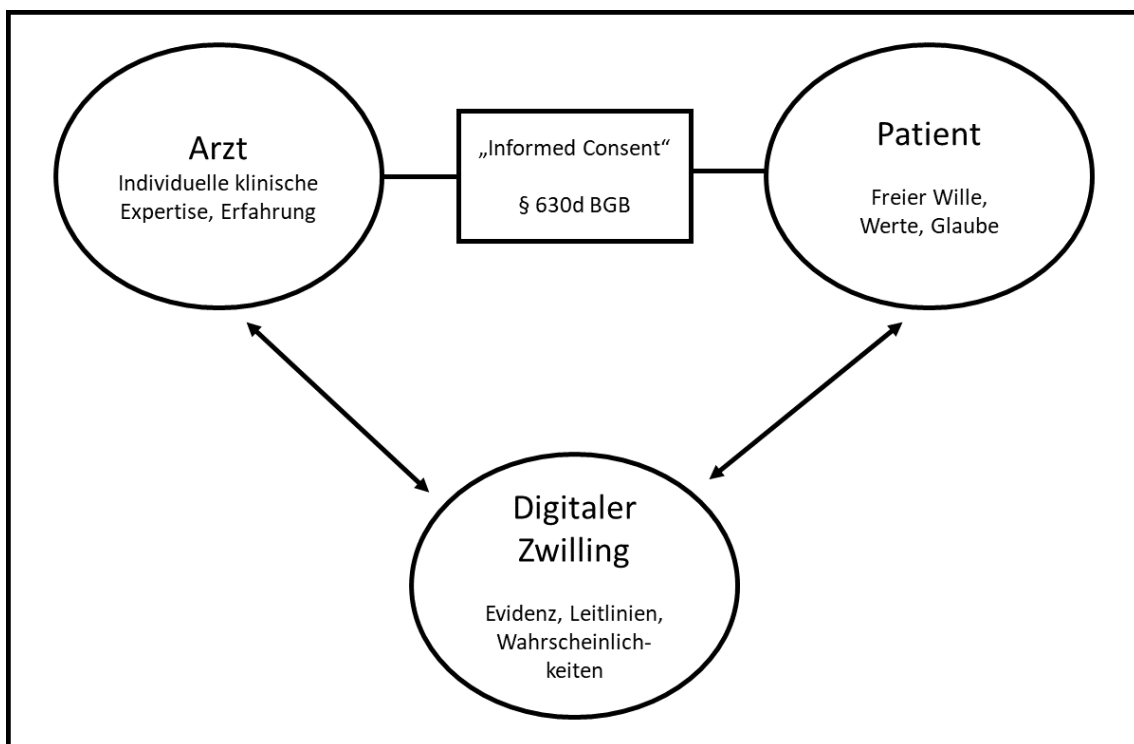 Arzt
Individuelle klinische
Expertise, Erfahrung
„Informed Consent“
§ 630d BGB
Patient
Freier Wille,
Werte, Glaube
Digitaler
Zwilling
Evidenz, Leitlinien,
Wahrscheinlich-
keiten